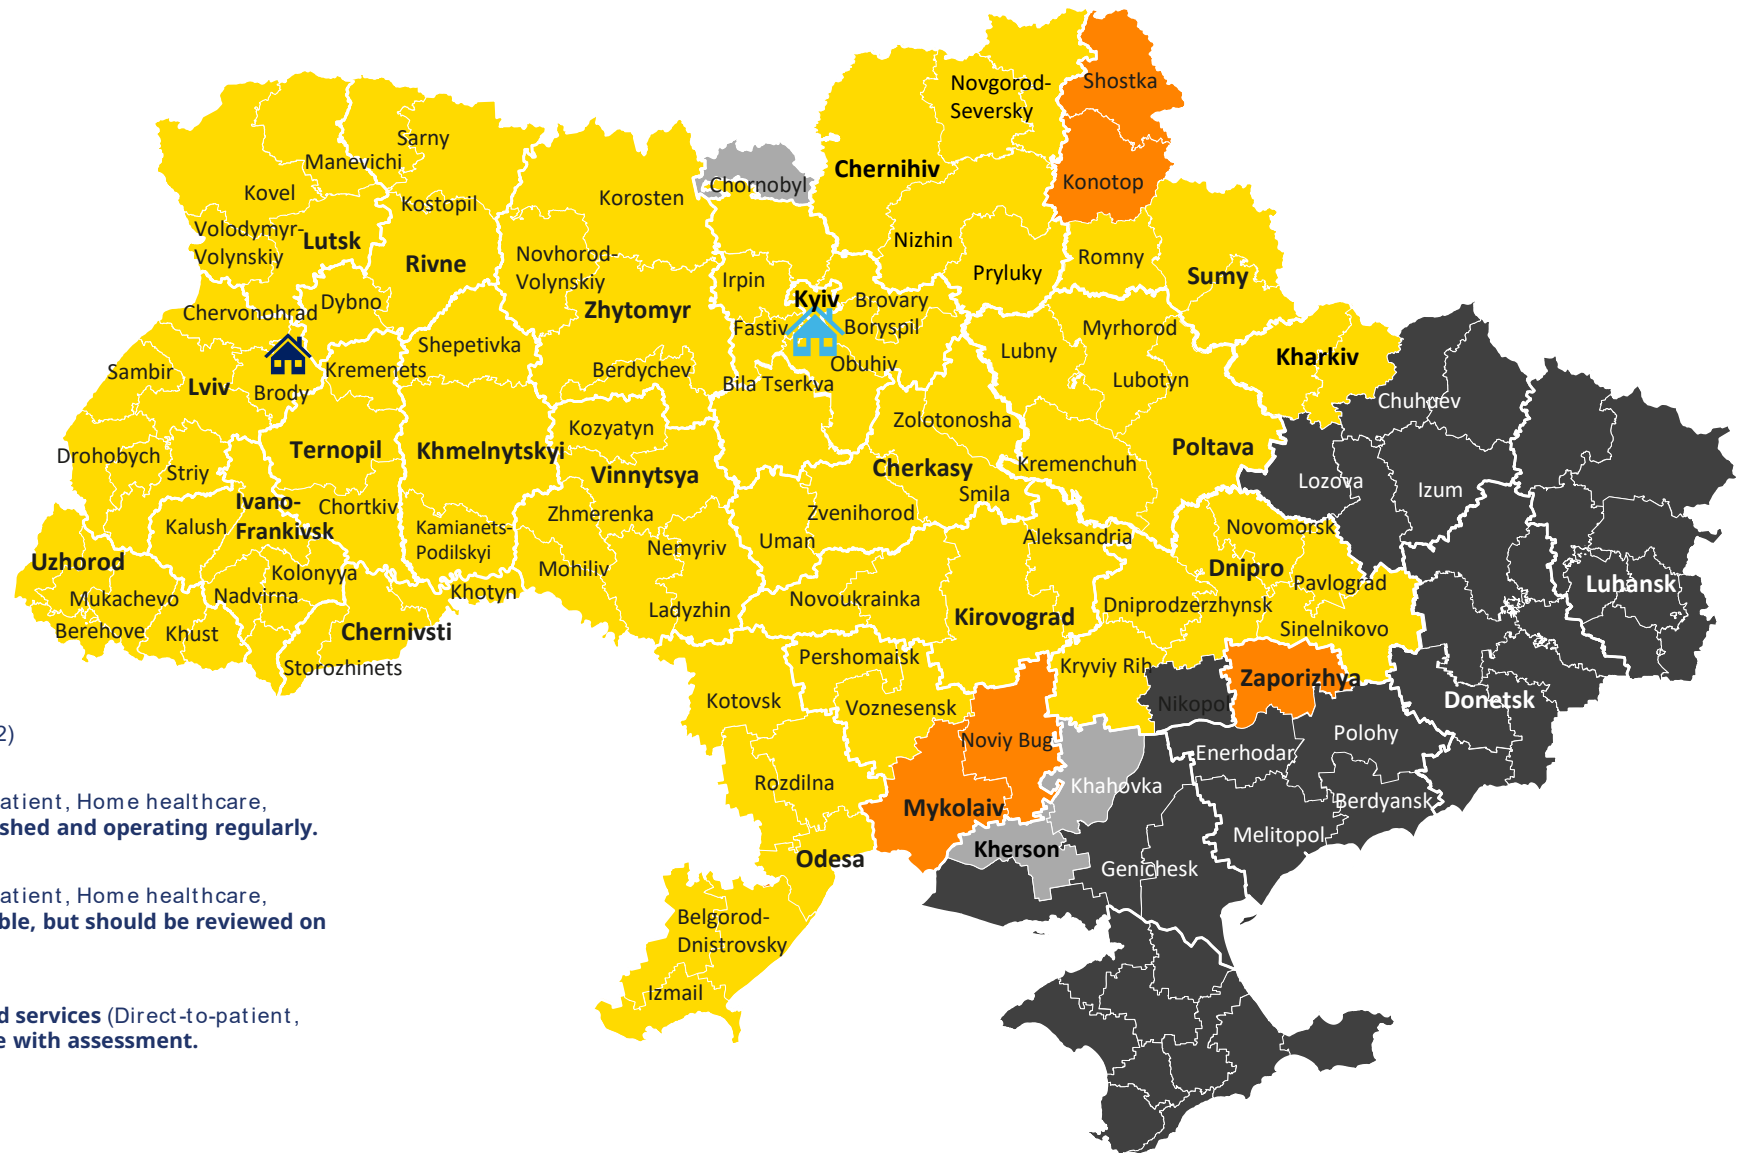 Shostka
Novgorod-
Seversky
Sarny
Manevichi
Chernihiv
Chornobyl
Konotop
Kovel
Korosten
Kostopil
Volodymyr-
Volynskiy
Lutsk
Nizhin
Novhorod-
Volynskiy
Rivne
Romny
Pryluky
Sumy
Irpin
Kyiv
Brovary
Dybno
Chervonohrad
Zhytomyr
Fastiv
Boryspil
Myrhorod
Shepetivka
Lubny
Kharkiv
Sambir
Kremenets
Berdychev
Obuhiv
Bila Tserkva
Lubotyn
Lviv
Brody
Chuhuev
Zolotonosha
Kozyatyn
Ternopil
Khmelnytskyi
Poltava
Drohobych
Striy
Vinnytsya
Cherkasy
Kremenchuh
Lozova
Izum
Smila
Ivano-
Frankivsk
Chortkiv
Zhmerenka
Zvenihorod
Kalush
Kamianets-
Podilskyi
Novomorsk
Aleksandria
Nemyriv
Uman
Uzhorod
Kolonyya
Mohiliv
Dnipro
Pavlograd
Luhansk
Nadvirna
Khotyn
Mukachevo
Novoukrainka
Dniprodzerzhynsk
Ladyzhin
Kirovograd
Berehove
Khust
Chernivsti
Sinelnikovo
Storozhinets
Pershomaisk
Kryviy Rih
Zaporizhya
Kotovsk
Voznesensk
Nikopol
Donetsk
2)
Noviy Bug
Polohy
Enerhodar
Rozdilna
Khahovka
atient, Home healthcare,
Mykolaiv
Berdyansk
shed and operating regularly.
Melitopol
Odesa
Kherson
Genichesk
atient, Home healthcare,
ble, but should be reviewed on
Belgorod-
Dnistrovsky
Izmail
d services (Direct-to-patient,
e with assessment.